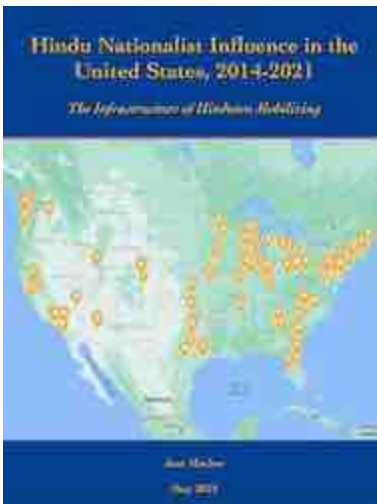 Hindu Nationalist Influence in the
United States, 2014-2021
The Infrastructure of Hindutva Mobilizing